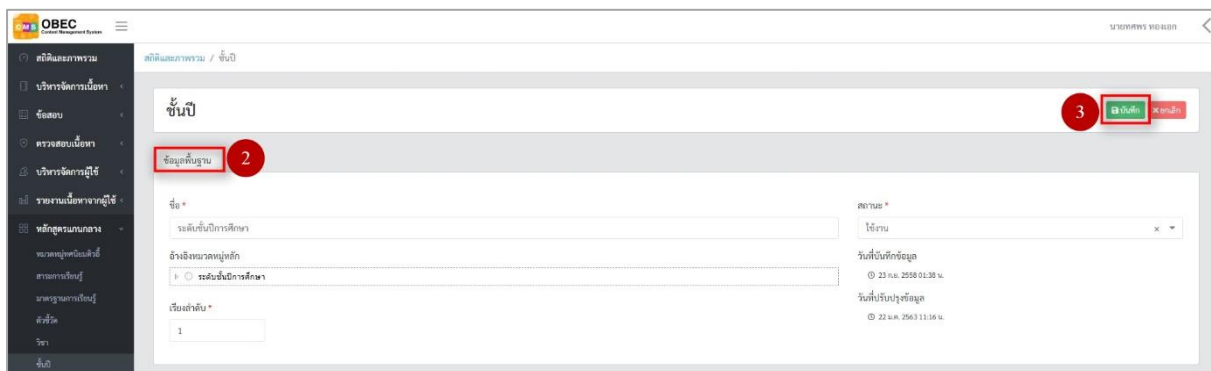 CMS OBEC
Content Management System
นายทศพร ทองเอก
สถิติและภาพรวม
สถิติและภาพรวม / ชั้นปี
บริหารจัดการเนื้อหา
ชั้นปี
3
บันทึก
ยกเลิก
ข้อสอบ
ตรวจสอบเนื้อหา
ข้อมูลพื้นฐาน
2
บริหารจัดการผู้ใช้
รายงานเนื้อหาจากผู้ใช้
ชื่อ *
สถานะ *
หลักสูตรแกนกลาง
ระดับชั้นปีการศึกษา
ใช้งาน
หมวดหมู่ทศนิยมดิวอี้
อ้างอิงหมวดหมู่หลัก
วันที่บันทึกข้อมูล
สาระการเรียนรู้
ระดับชั้นปีการศึกษา
23 ก.ย. 2558 01:38 น.
มาตรฐานการเรียนรู้
วันที่ปรับปรุงข้อมูล
เรียงลำดับ *
ตัวชี้วัด
22 ม.ค. 2563 11:16 น.
1
วิชา
ชั้นปี